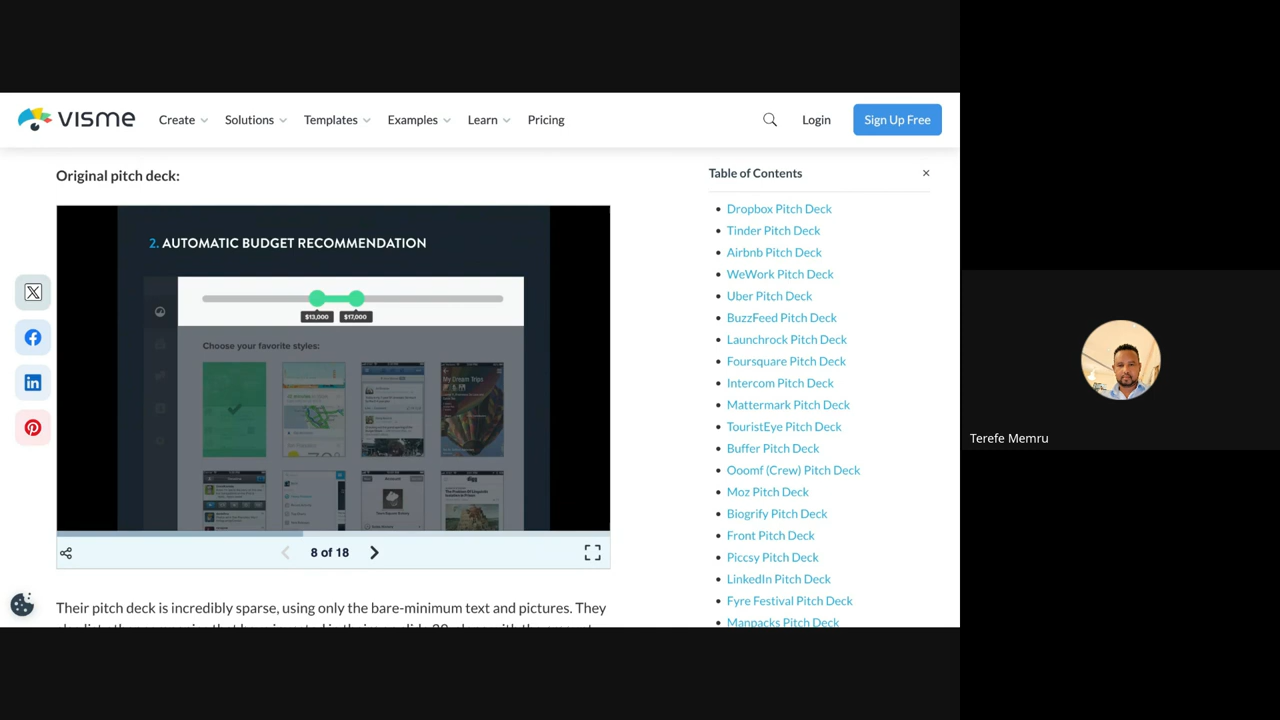 VISME
Create
Solutions
Templates
Examples
Learn
Pricing
Login
Sign Up Free
Original pitch deck:
2. AUTOMATIC BUDGET RECOMMENDATION
$13,000
$17,000
Choose your favorite styles:
My Dream Trips
digg
8 of 18
Their pitch deck is incredibly sparse, using only the bare-minimum text and pictures. They
Table of Contents
Dropbox Pitch Deck
Tinder Pitch Deck
Airbnb Pitch Deck
WeWork Pitch Deck
Uber Pitch Deck
BuzzFeed Pitch Deck
Launchrock Pitch Deck
Foursquare Pitch Deck
Intercom Pitch Deck
Mattermark Pitch Deck
TouristEye Pitch Deck
Buffer Pitch Deck
Ooomf (Crew) Pitch Deck
Moz Pitch Deck
Biogrify Pitch Deck
Front Pitch Deck
Piccsy Pitch Deck
LinkedIn Pitch Deck
Fyre Festival Pitch Deck
Manpacks Pitch Deck
Terefe Memru